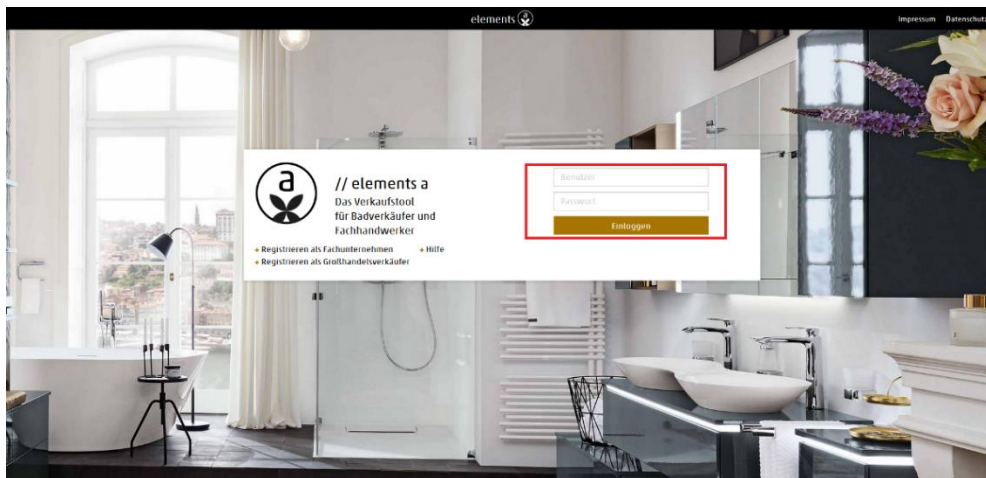 elements
Impressum Datenschutz
a
// elements a
Das Verkaufstool
für Badverkäufer und
Fachhandwerker
+ Registrieren als Fachunternehmen + Hilfe
+ Registrieren als Großhandelsverkäufer
Benutzer
Passwort
Einloggen